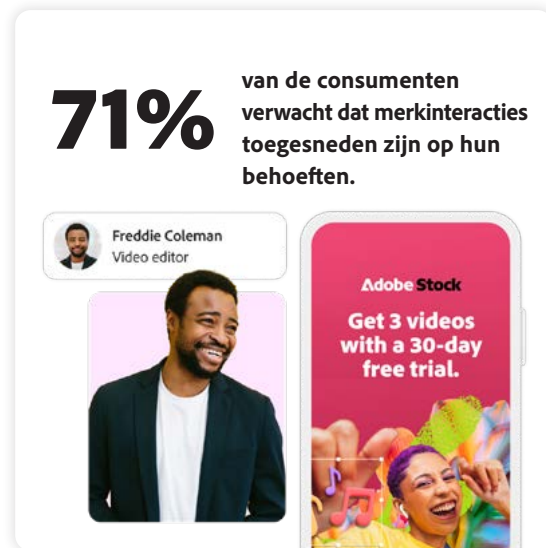 71%
van de consumenten
verwacht dat merkinteracties
toegesneden zijn op hun
behoeften.
Freddie Coleman
Video editor
Adobe Stock
Get 3 videos
with a 30-day
free trial.